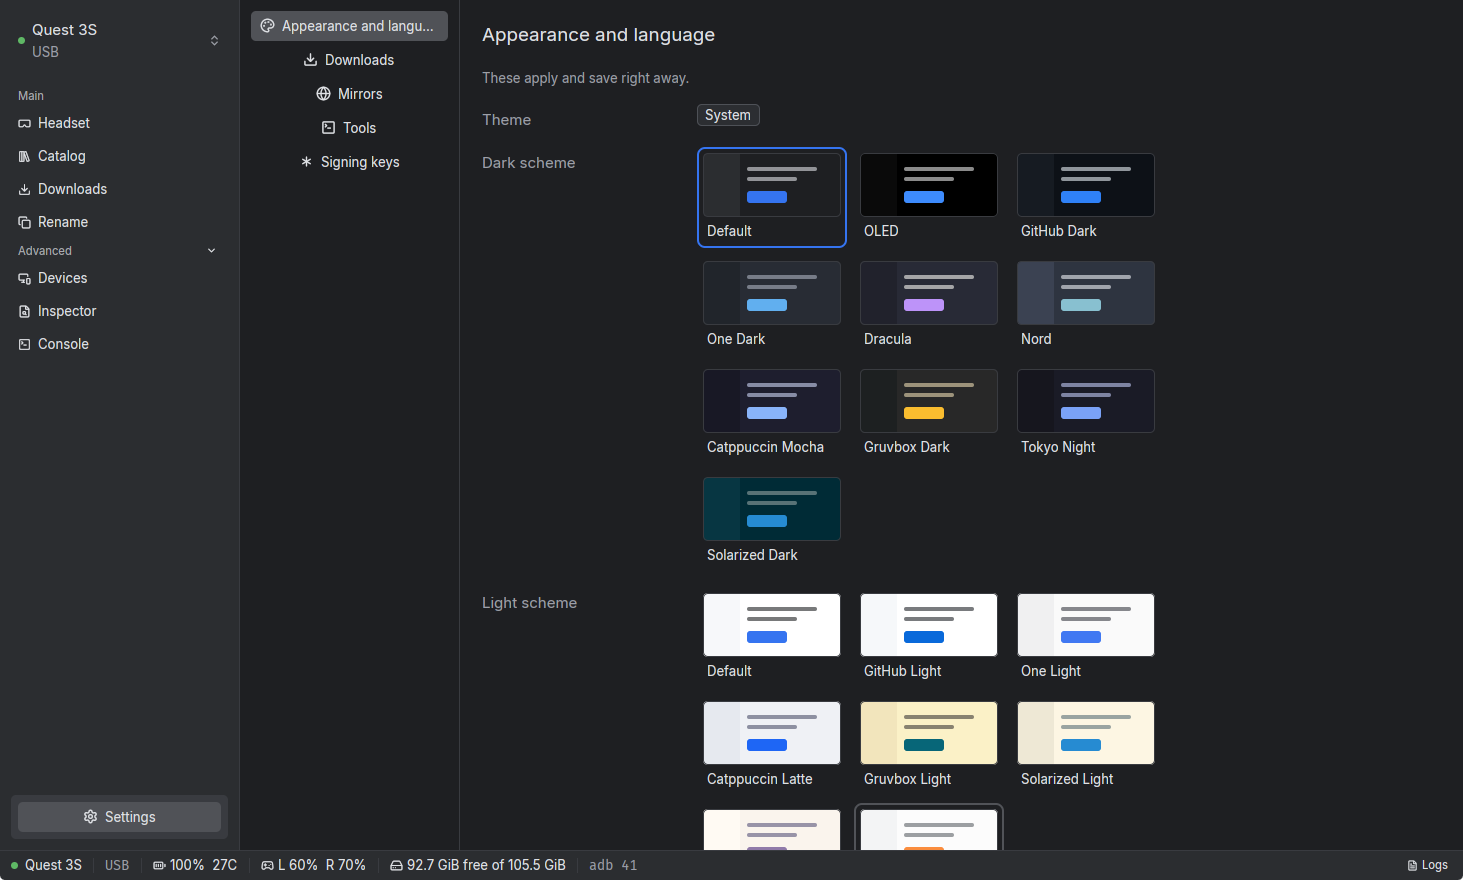 Quest 3S
USB
Main
Headset
Catalog
Downloads
Rename
Advanced
Devices
Inspector
Console
Settings
Appearance and langu...
Downloads
Mirrors
Tools
Signing keys
Appearance and language
These apply and save right away.
Theme
System
Dark scheme
Default
OLED
GitHub Dark
One Dark
Dracula
Nord
Catppuccin Mocha
Gruvbox Dark
Tokyo Night
Solarized Dark
Light scheme
Default
GitHub Light
One Light
Catppuccin Latte
Gruvbox Light
Solarized Light
Quest 3S USB 100% 27C L 60% R 70% 92.7 GiB free of 105.5 GiB adb 41 Logs